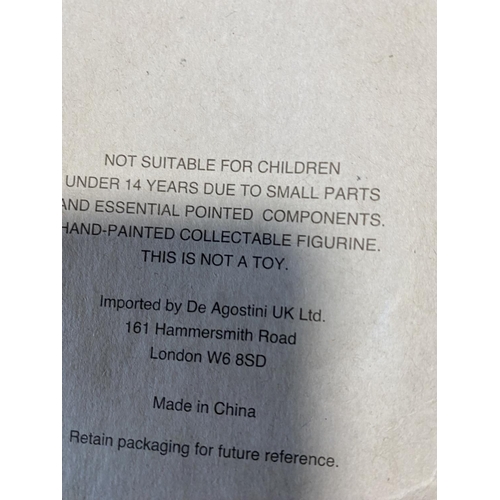 NOT SUITABLE FOR CHILDREN
UNDER 14 YEARS DUE TO SMALL PARTS
AND ESSENTIAL POINTED COMPONENTS.
HAND-PAINTED COLLECTABLE FIGURINE.
THIS IS NOT A TOY.
Imported by De Agostini UK Ltd.
161 Hammersmith Road
London W6 8SD
Made in China
Retain packaging for future reference.